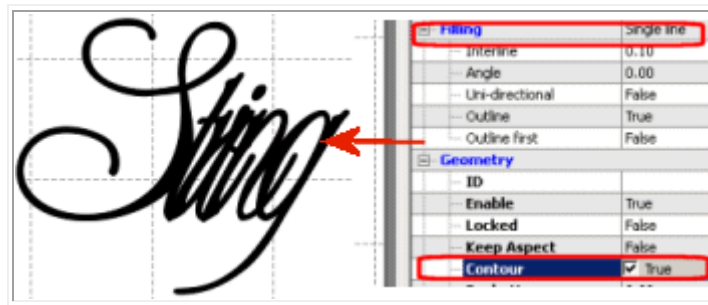 String
Filling Single line
Interline 0.10
Angle 0.00
Uni-directional False
Outline True
Outline first False
Geometry
ID
Enable True
Locked False
Keep Aspect False
Contour True